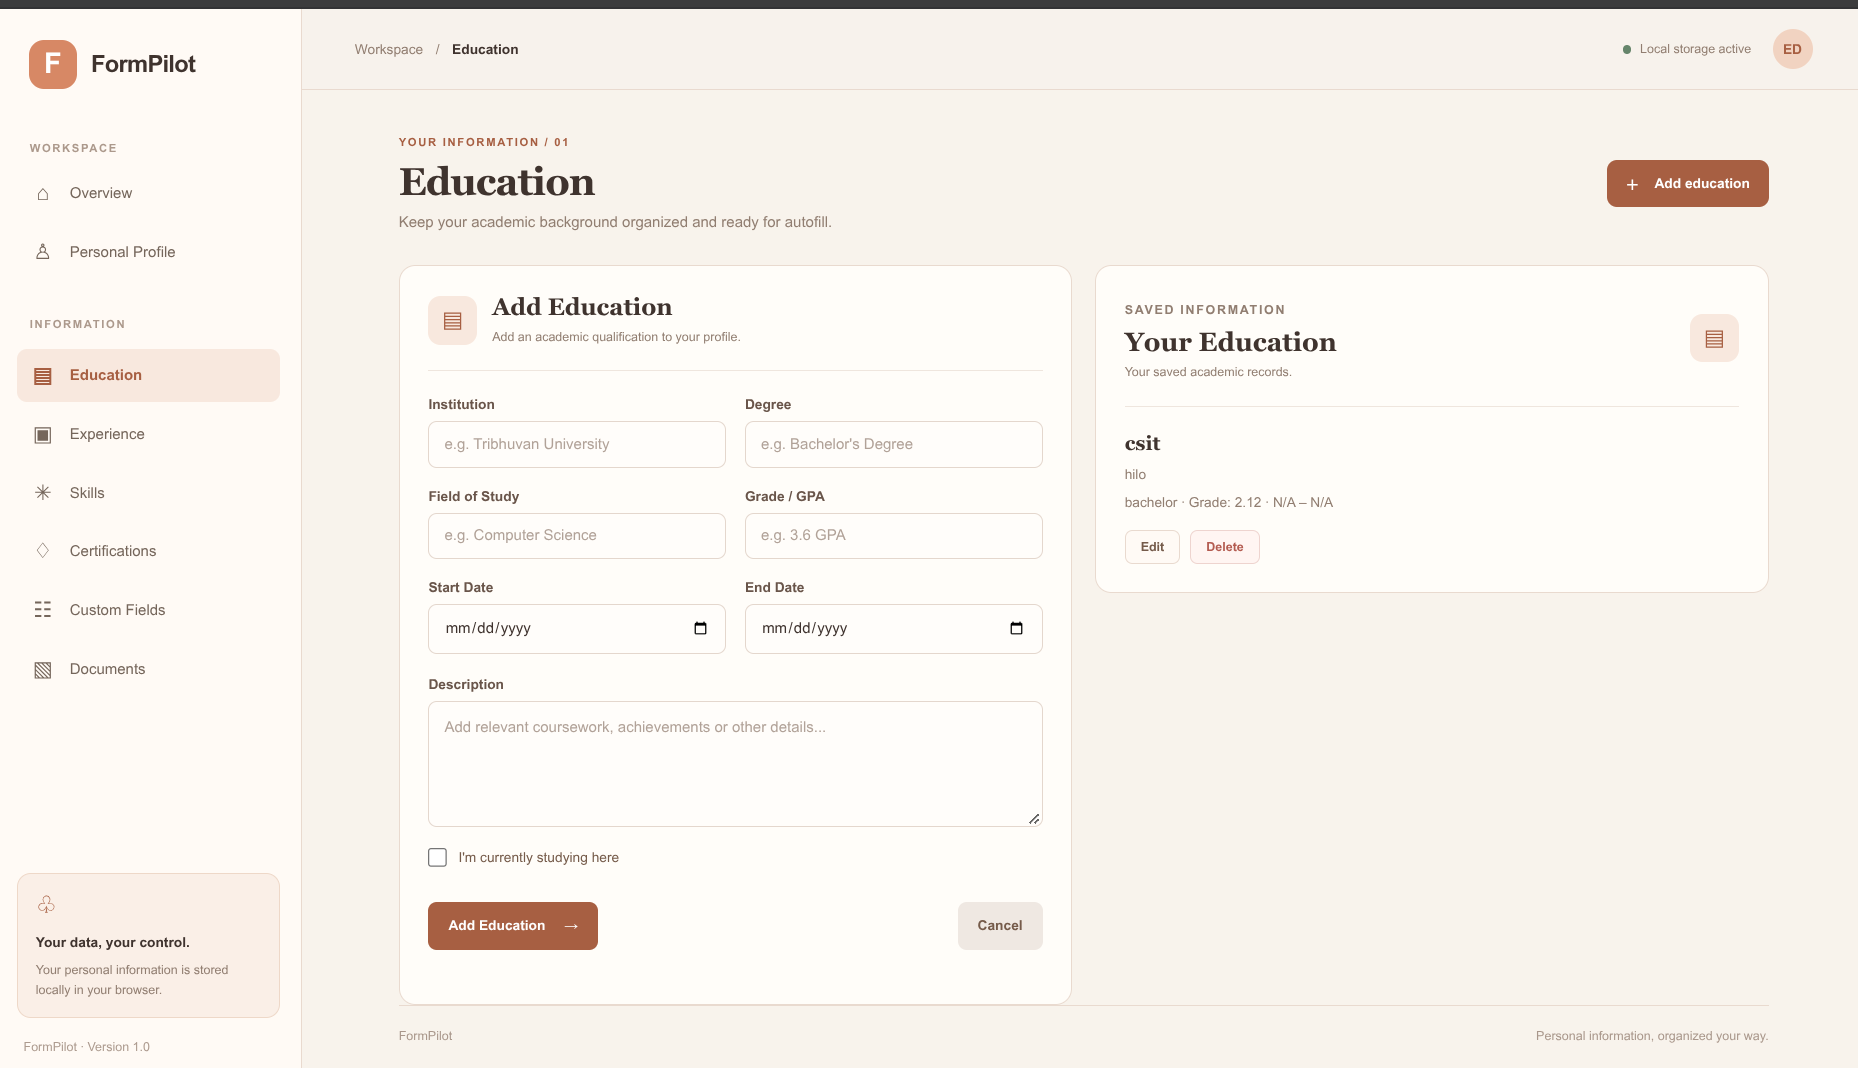 F FormPilot
Workspace / Education
Local storage active
ED
WORKSPACE
Overview
Personal Profile
INFORMATION
Education
Experience
Skills
Certifications
Custom Fields
Documents
Your data, your control.
Your personal information is stored
locally in your browser.
FormPilot · Version 1.0
YOUR INFORMATION / 01
Education
Keep your academic background organized and ready for autofill.
+ Add education
Add Education
Add an academic qualification to your profile.
Institution
Degree
e.g. Tribhuvan University
e.g. Bachelor's Degree
Field of Study
Grade / GPA
e.g. Computer Science
e.g. 3.6 GPA
Start Date
End Date
mm/dd/yyyy
mm/dd/yyyy
Description
Add relevant coursework, achievements or other details...
I'm currently studying here
Add Education →
Cancel
SAVED INFORMATION
Your Education
Your saved academic records.
csit
hilo
bachelor · Grade: 2.12 · N/A – N/A
Edit
Delete
FormPilot
Personal information, organized your way.